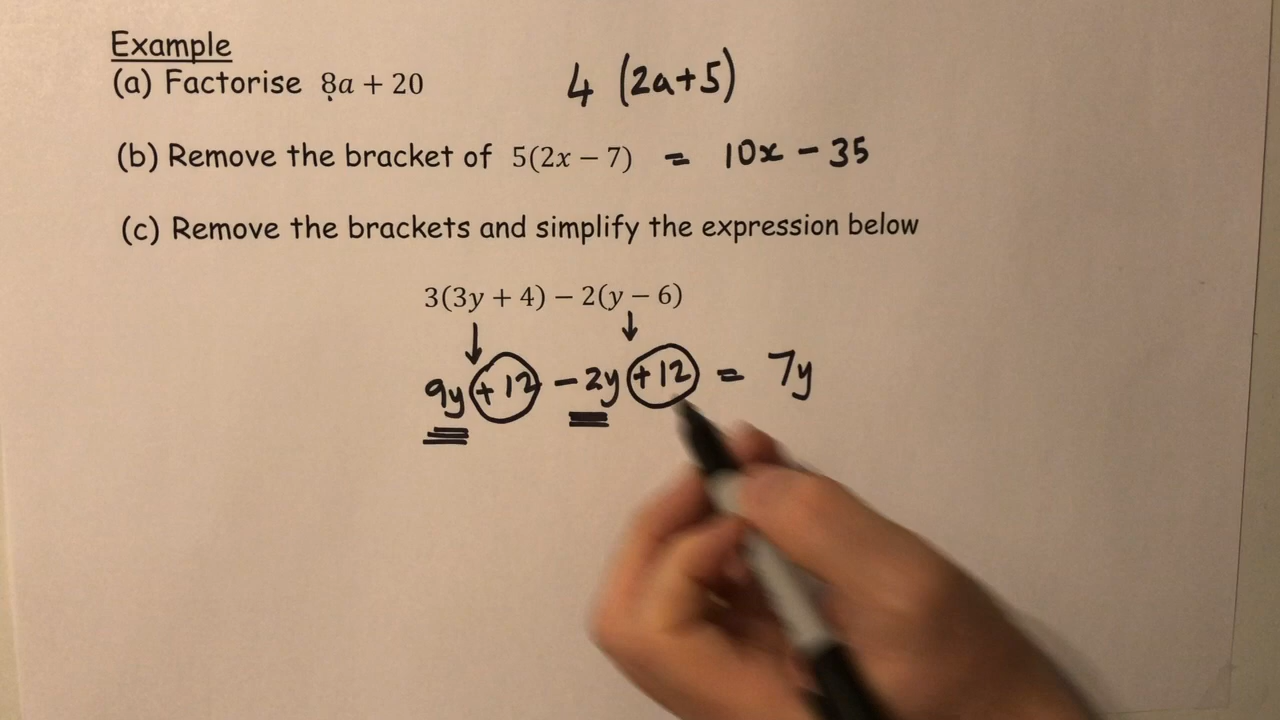 Example
(a) Factorise 8a + 20 4 (2a+5)
(b) Remove the bracket of 5(2x − 7) = 10x − 35
(c) Remove the brackets and simplify the expression below
3(3y + 4) − 2(y − 6)
9y + 12 − 2y + 12 = 7y